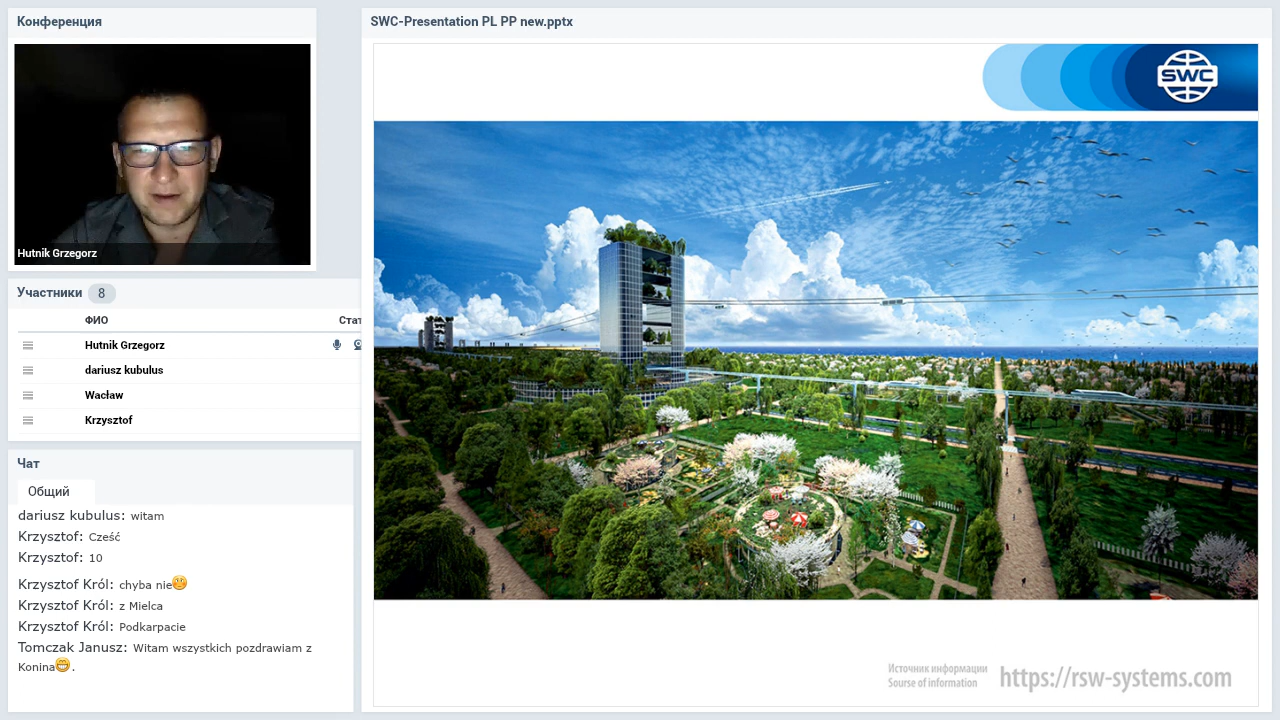 Конференция
Hutnik Grzegorz
Участники 8
ФИО Стат
Hutnik Grzegorz
dariusz kubulus
Wacław
Krzysztof
Чат
Общий
dariusz kubulus: witam
Krzysztof: Cześć
Krzysztof: 10
Krzysztof Król: chyba nie
Krzysztof Król: z Mielca
Krzysztof Król: Podkarpacie
Tomczak Janusz: Witam wszystkich pozdrawiam z
Konina .
SWC-Presentation PL PP new.pptx
SWC
Источник информации
Sourse of information
https://rsw-systems.com